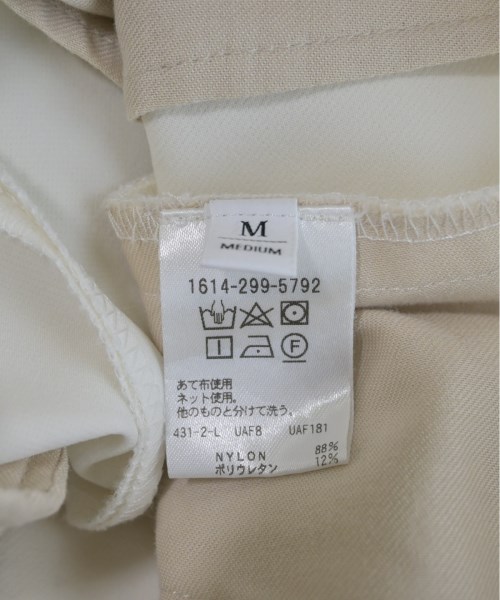 M
MEDIUM
1614-299-5792
F
あて布使用
ネット使用。
他のものと分けて洗う。
431-2-L UAF8 UAF181
NYLON 88%
ポリウレタン 12%